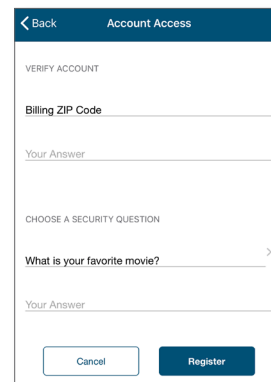 Back Account Access
VERIFY ACCOUNT
Billing ZIP Code
Your Answer
CHOOSE A SECURITY QUESTION
What is your favorite movie?
Your Answer
Cancel Register